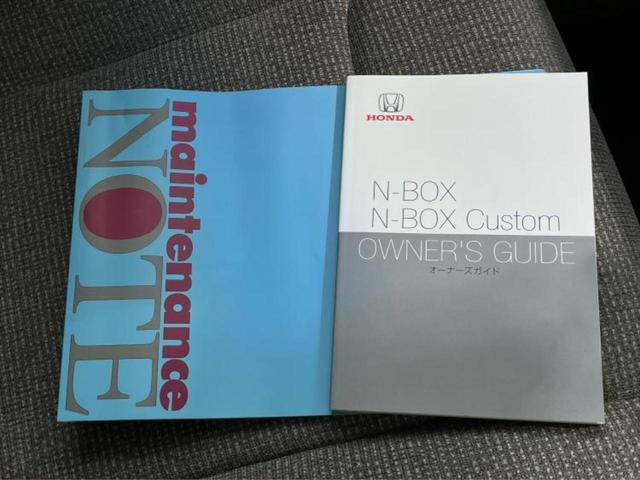 maintenance
NOTE
HONDA
N-BOX
N-BOX Custom
OWNER'S GUIDE
オーナーズガイド